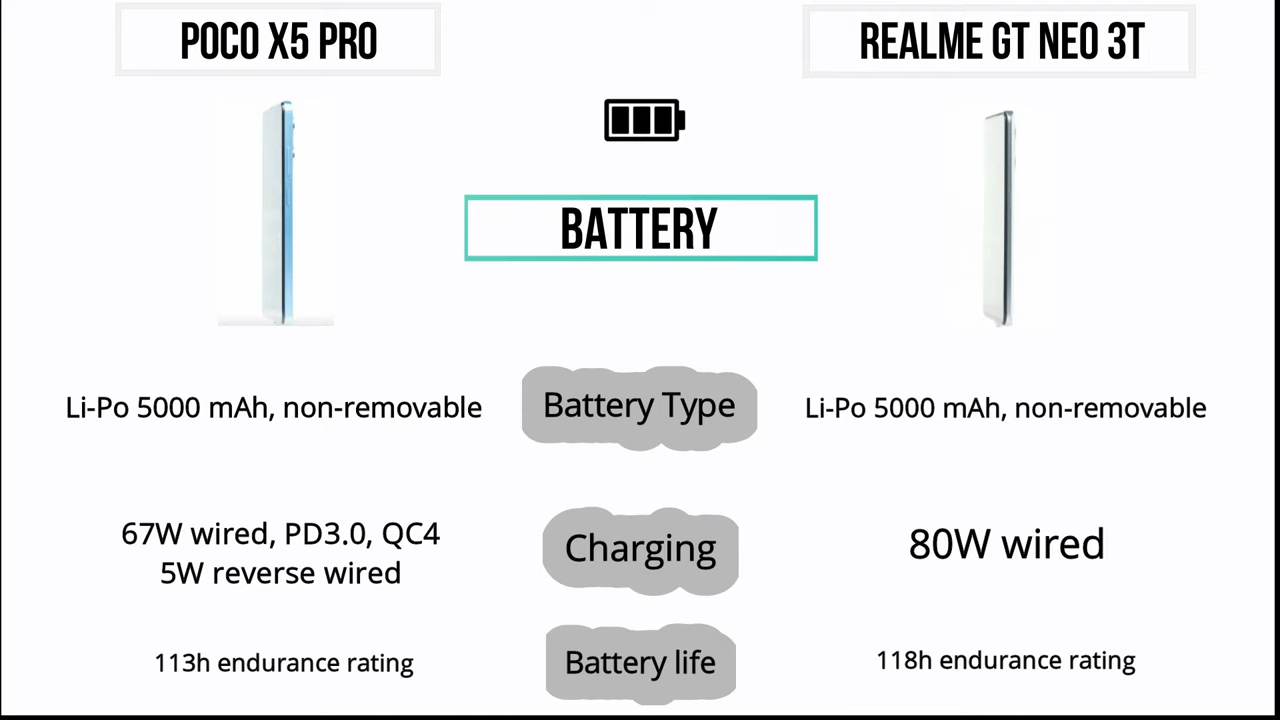 POCO X5 PRO
REALME GT NEO 3T
BATTERY
Li-Po 5000 mAh, non-removable
Battery Type
Li-Po 5000 mAh, non-removable
67W wired, PD3.0, QC4
5W reverse wired
Charging
80W wired
113h endurance rating
Battery life
118h endurance rating